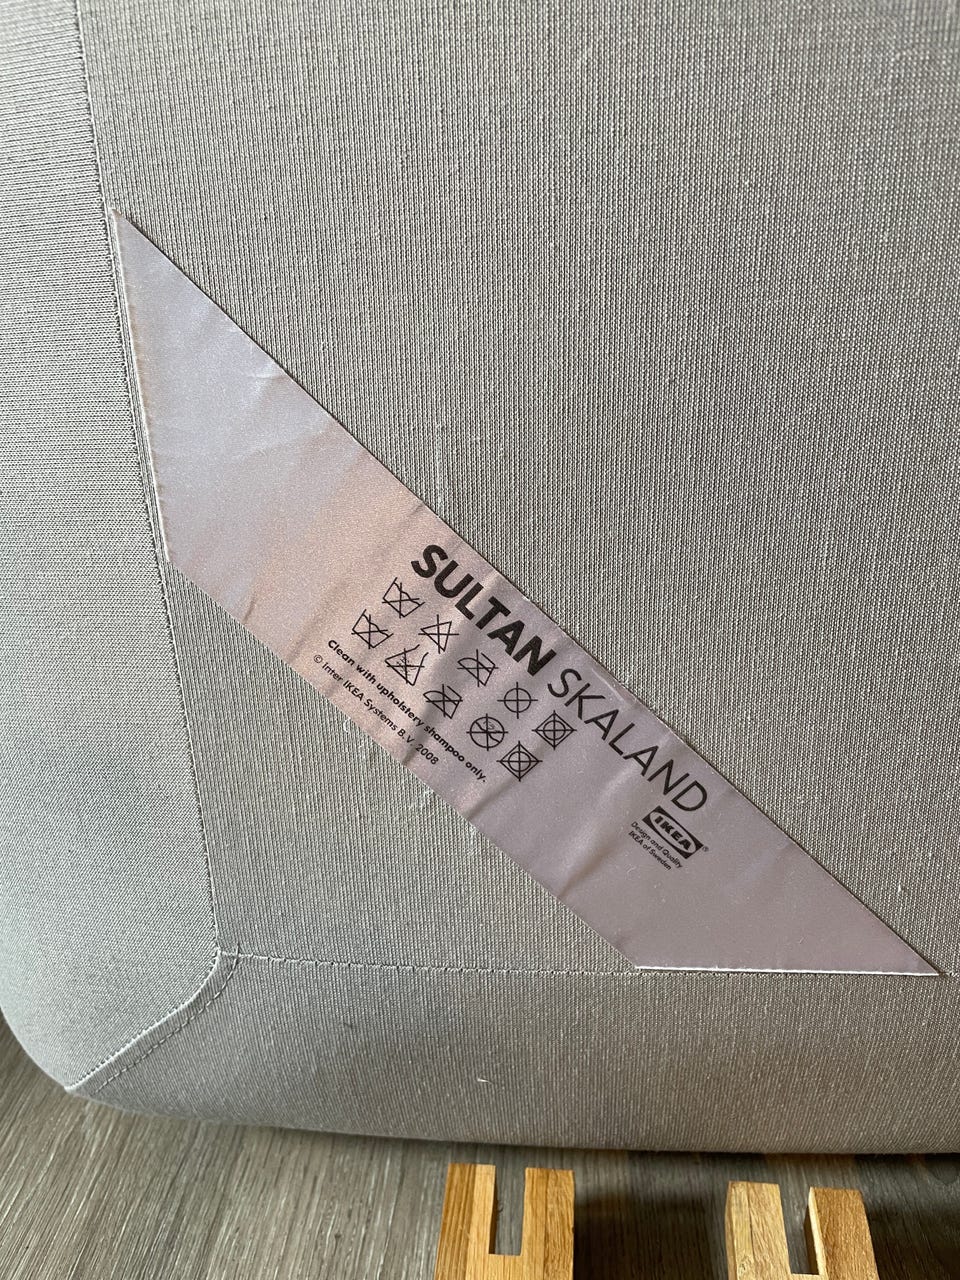 SULTAN SKALAND
Clean with upholstery shampoo only.
© Inter IKEA Systems B.V. 2008
IKEA®
Design and Quality
IKEA of Sweden